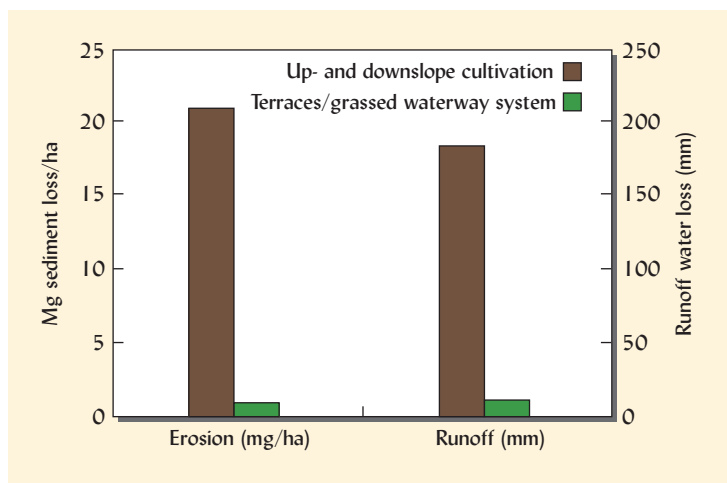 25
20
15
10
5
0
Mg sediment loss/ha
Up- and downslope cultivation
Terraces/grassed waterway system
250
200
150
100
50
0
Runoff water loss (mm)
Erosion (mg/ha)
Runoff (mm)